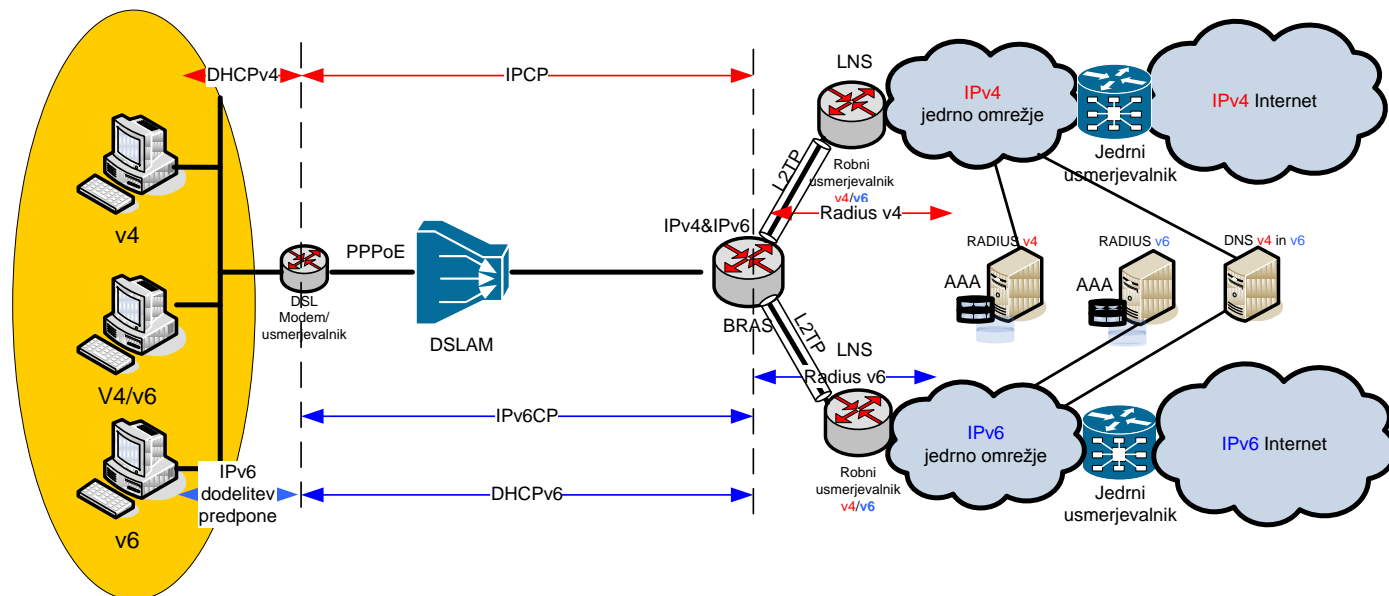 DHCPv4
IPCP
LNS
IPv4
jedrno omrežje
IPv4 Internet
Jedrni
usmerjevalnik
L2TP
Robni
usmerjevalnik
v4/v6
Radius v4
v4
PPPoE
IPv4&IPv6
RADIUS v4
RADIUS v6
DNS v4 in v6
AAA
AAA
DSL
Modem/
usmerjevalnik
DSLAM
BRAS
L2TP
LNS
Radius v6
V4/v6
IPv6CP
IPv6
jedrno omrežje
IPv6 Internet
Jedrni
usmerjevalnik
Robni
usmerjevalnik
v4/v6
IPv6
dodelitev
predpone
DHCPv6
v6